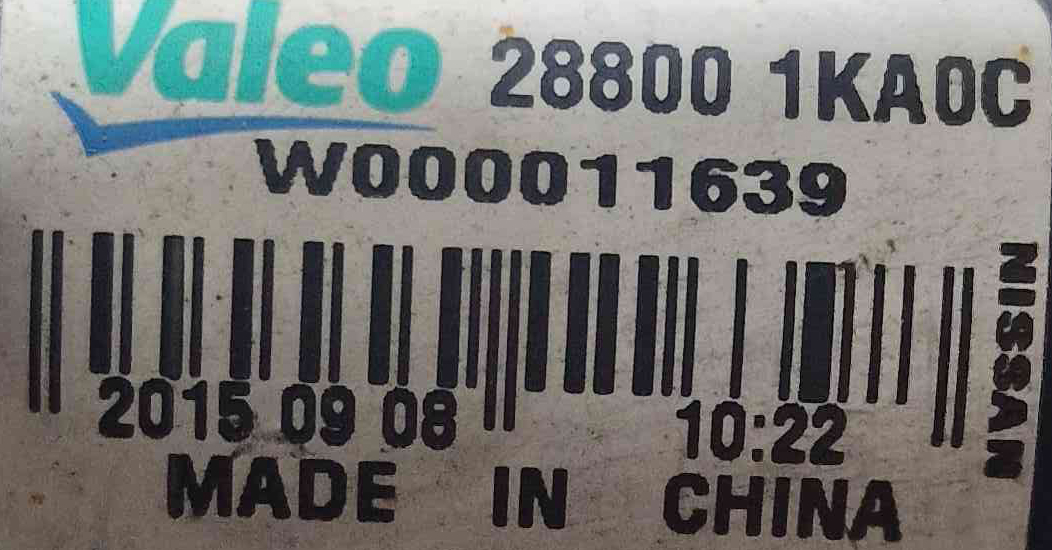 Valeo 28800 1KA0C
W000011639
NISSAN
2015 09 08 10:22
MADE IN CHINA